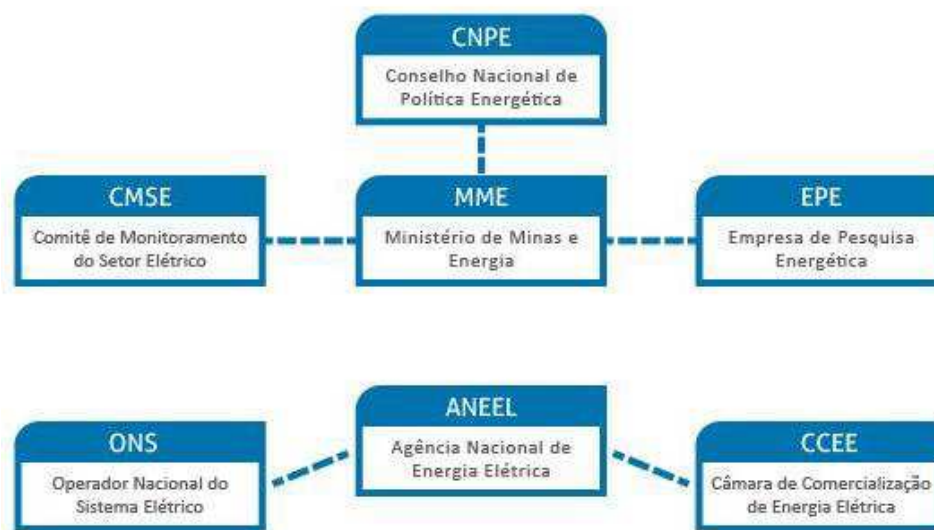 CNPE
Conselho Nacional de
Política Energética
CMSE
Comitê de Monitoramento
do Setor Elétrico
MME
Ministério de Minas e
Energia
EPE
Empresa de Pesquisa
Energética
ONS
Operador Nacional do
Sistema Elétrico
ANEEL
Agência Nacional de
Energia Elétrica
CCEE
Câmara de Comercialização
de Energia Elétrica